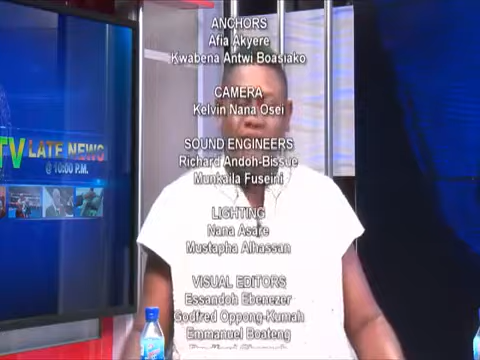 ANCHORS
Afia Akyere
Kwabena Antwi Boasiako
CAMERA
Kelvin Nana Osei
SOUND ENGINEERS
Richard Andoh-Bissue
Munkaila Fuseini
LIGHTING
Nana Asare
Mustapha Alhassan
VISUAL EDITORS
Essandoh Ebenezer
Godfred Oppong-Kumah
Emmanuel Boateng
TV LATE NEWS
@ 10:00 P.M.